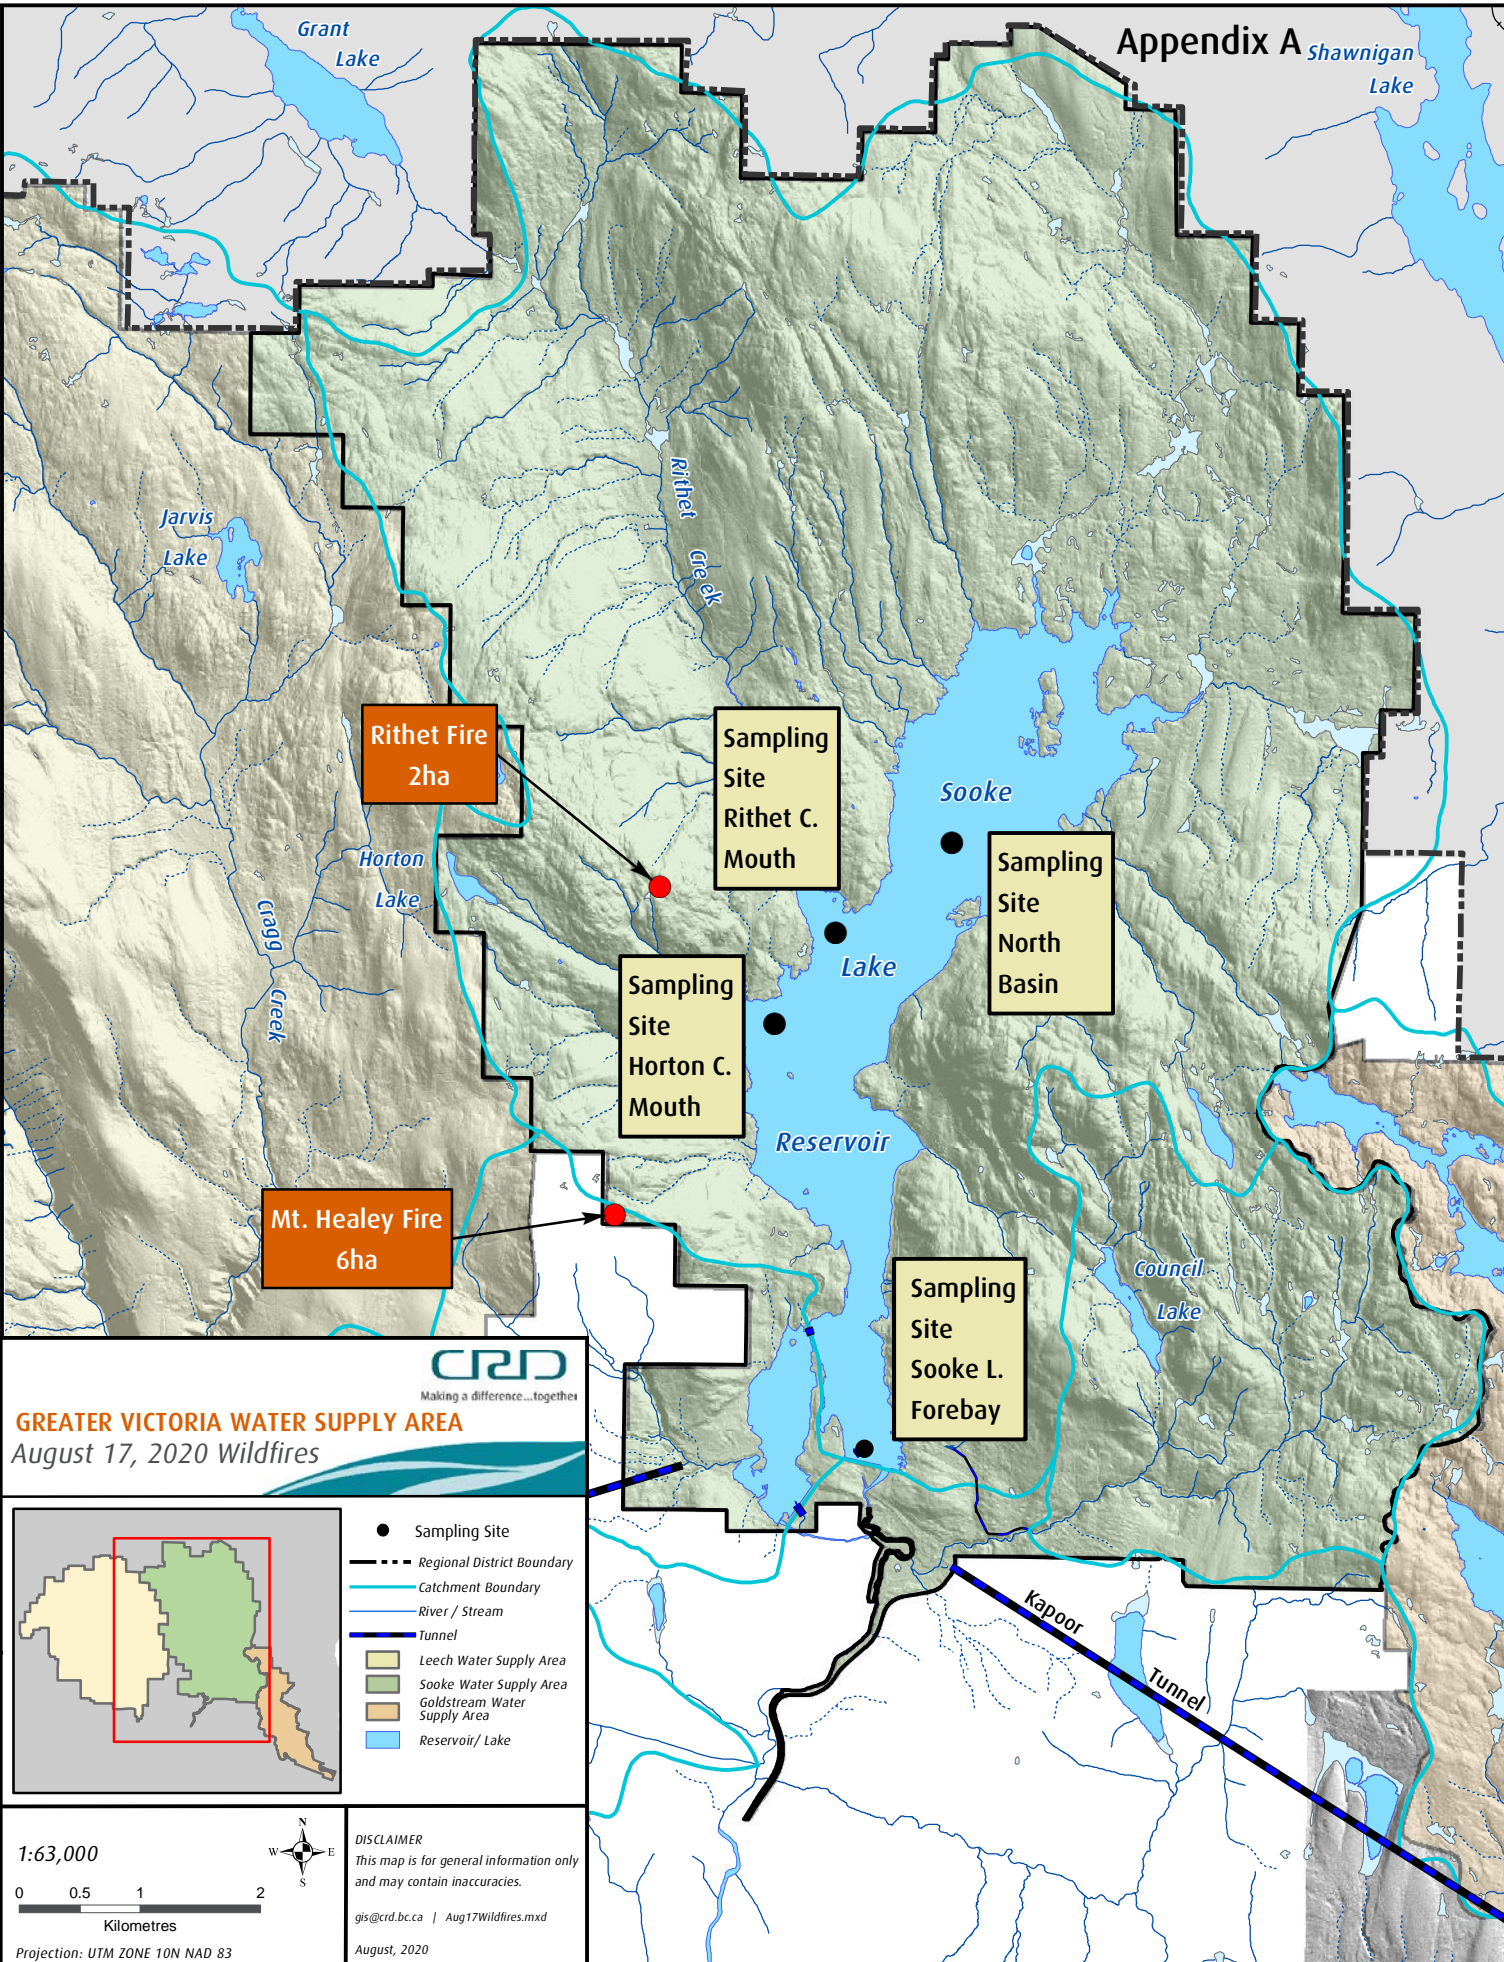 Appendix A
Grant
Lake
Shawnigan
Lake
Jarvis
Lake
Rithet
Creek
Rithet Fire
2ha
Sampling
Site
Rithet C.
Mouth
Sooke
Sampling
Site
North
Basin
Horton
Lake
Cragg
Creek
Lake
Sampling
Site
Horton C.
Mouth
Reservoir
Mt. Healey Fire
6ha
Sampling
Site
Sooke L.
Forebay
Council
Lake
Kapoor
Tunnel
CRD
Making a difference...together
GREATER VICTORIA WATER SUPPLY AREA
August 17, 2020 Wildfires
Sampling Site
Regional District Boundary
Catchment Boundary
River / Stream
Tunnel
Leech Water Supply Area
Sooke Water Supply Area
Goldstream Water
Supply Area
Reservoir/ Lake
1:63,000
N
W E
S
0 0.5 1 2
Kilometres
Projection: UTM ZONE 10N NAD 83
DISCLAIMER
This map is for general information only
and may contain inaccuracies.
gis@crd.bc.ca | Aug17Wildfires.mxd
August, 2020